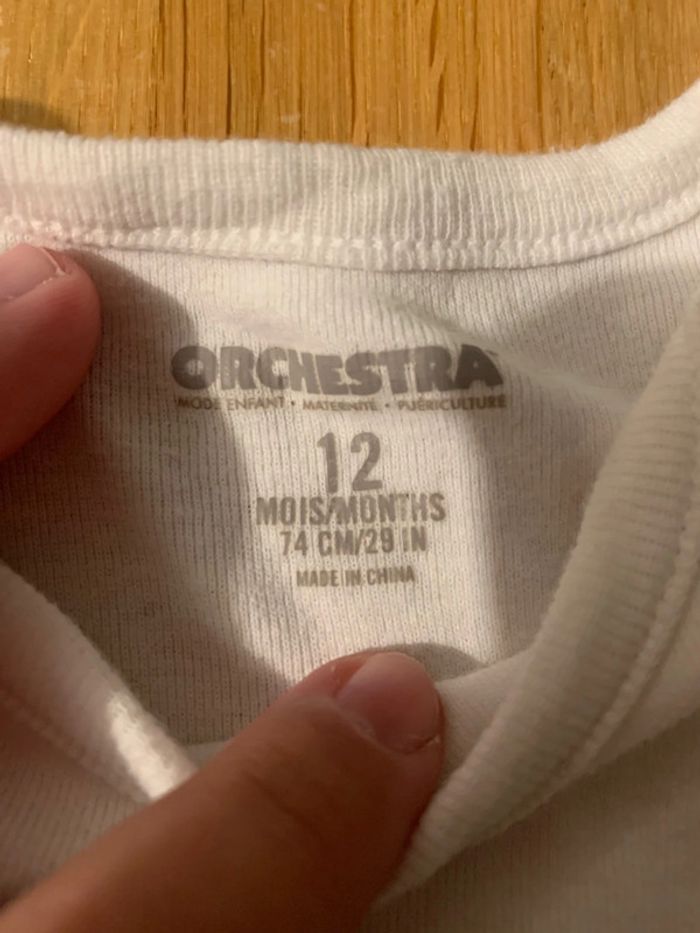 ORCHESTRA
MODE ENFANT • MATERNITÉ • PUÉRICULTURE
12
MOIS/MONTHS
74 CM/29 IN
MADE IN CHINA